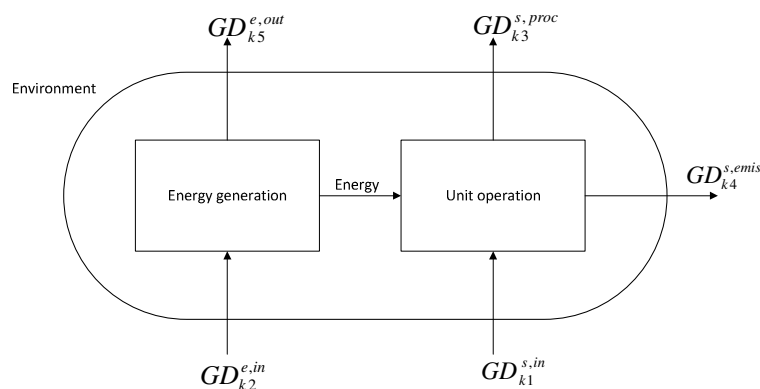 GD_{k5}^{e,out}
GD_{k3}^{s,proc}
Environment
Energy generation
Energy
Unit operation
GD_{k4}^{s,emis}
GD_{k2}^{e,in}
GD_{k1}^{s,in}